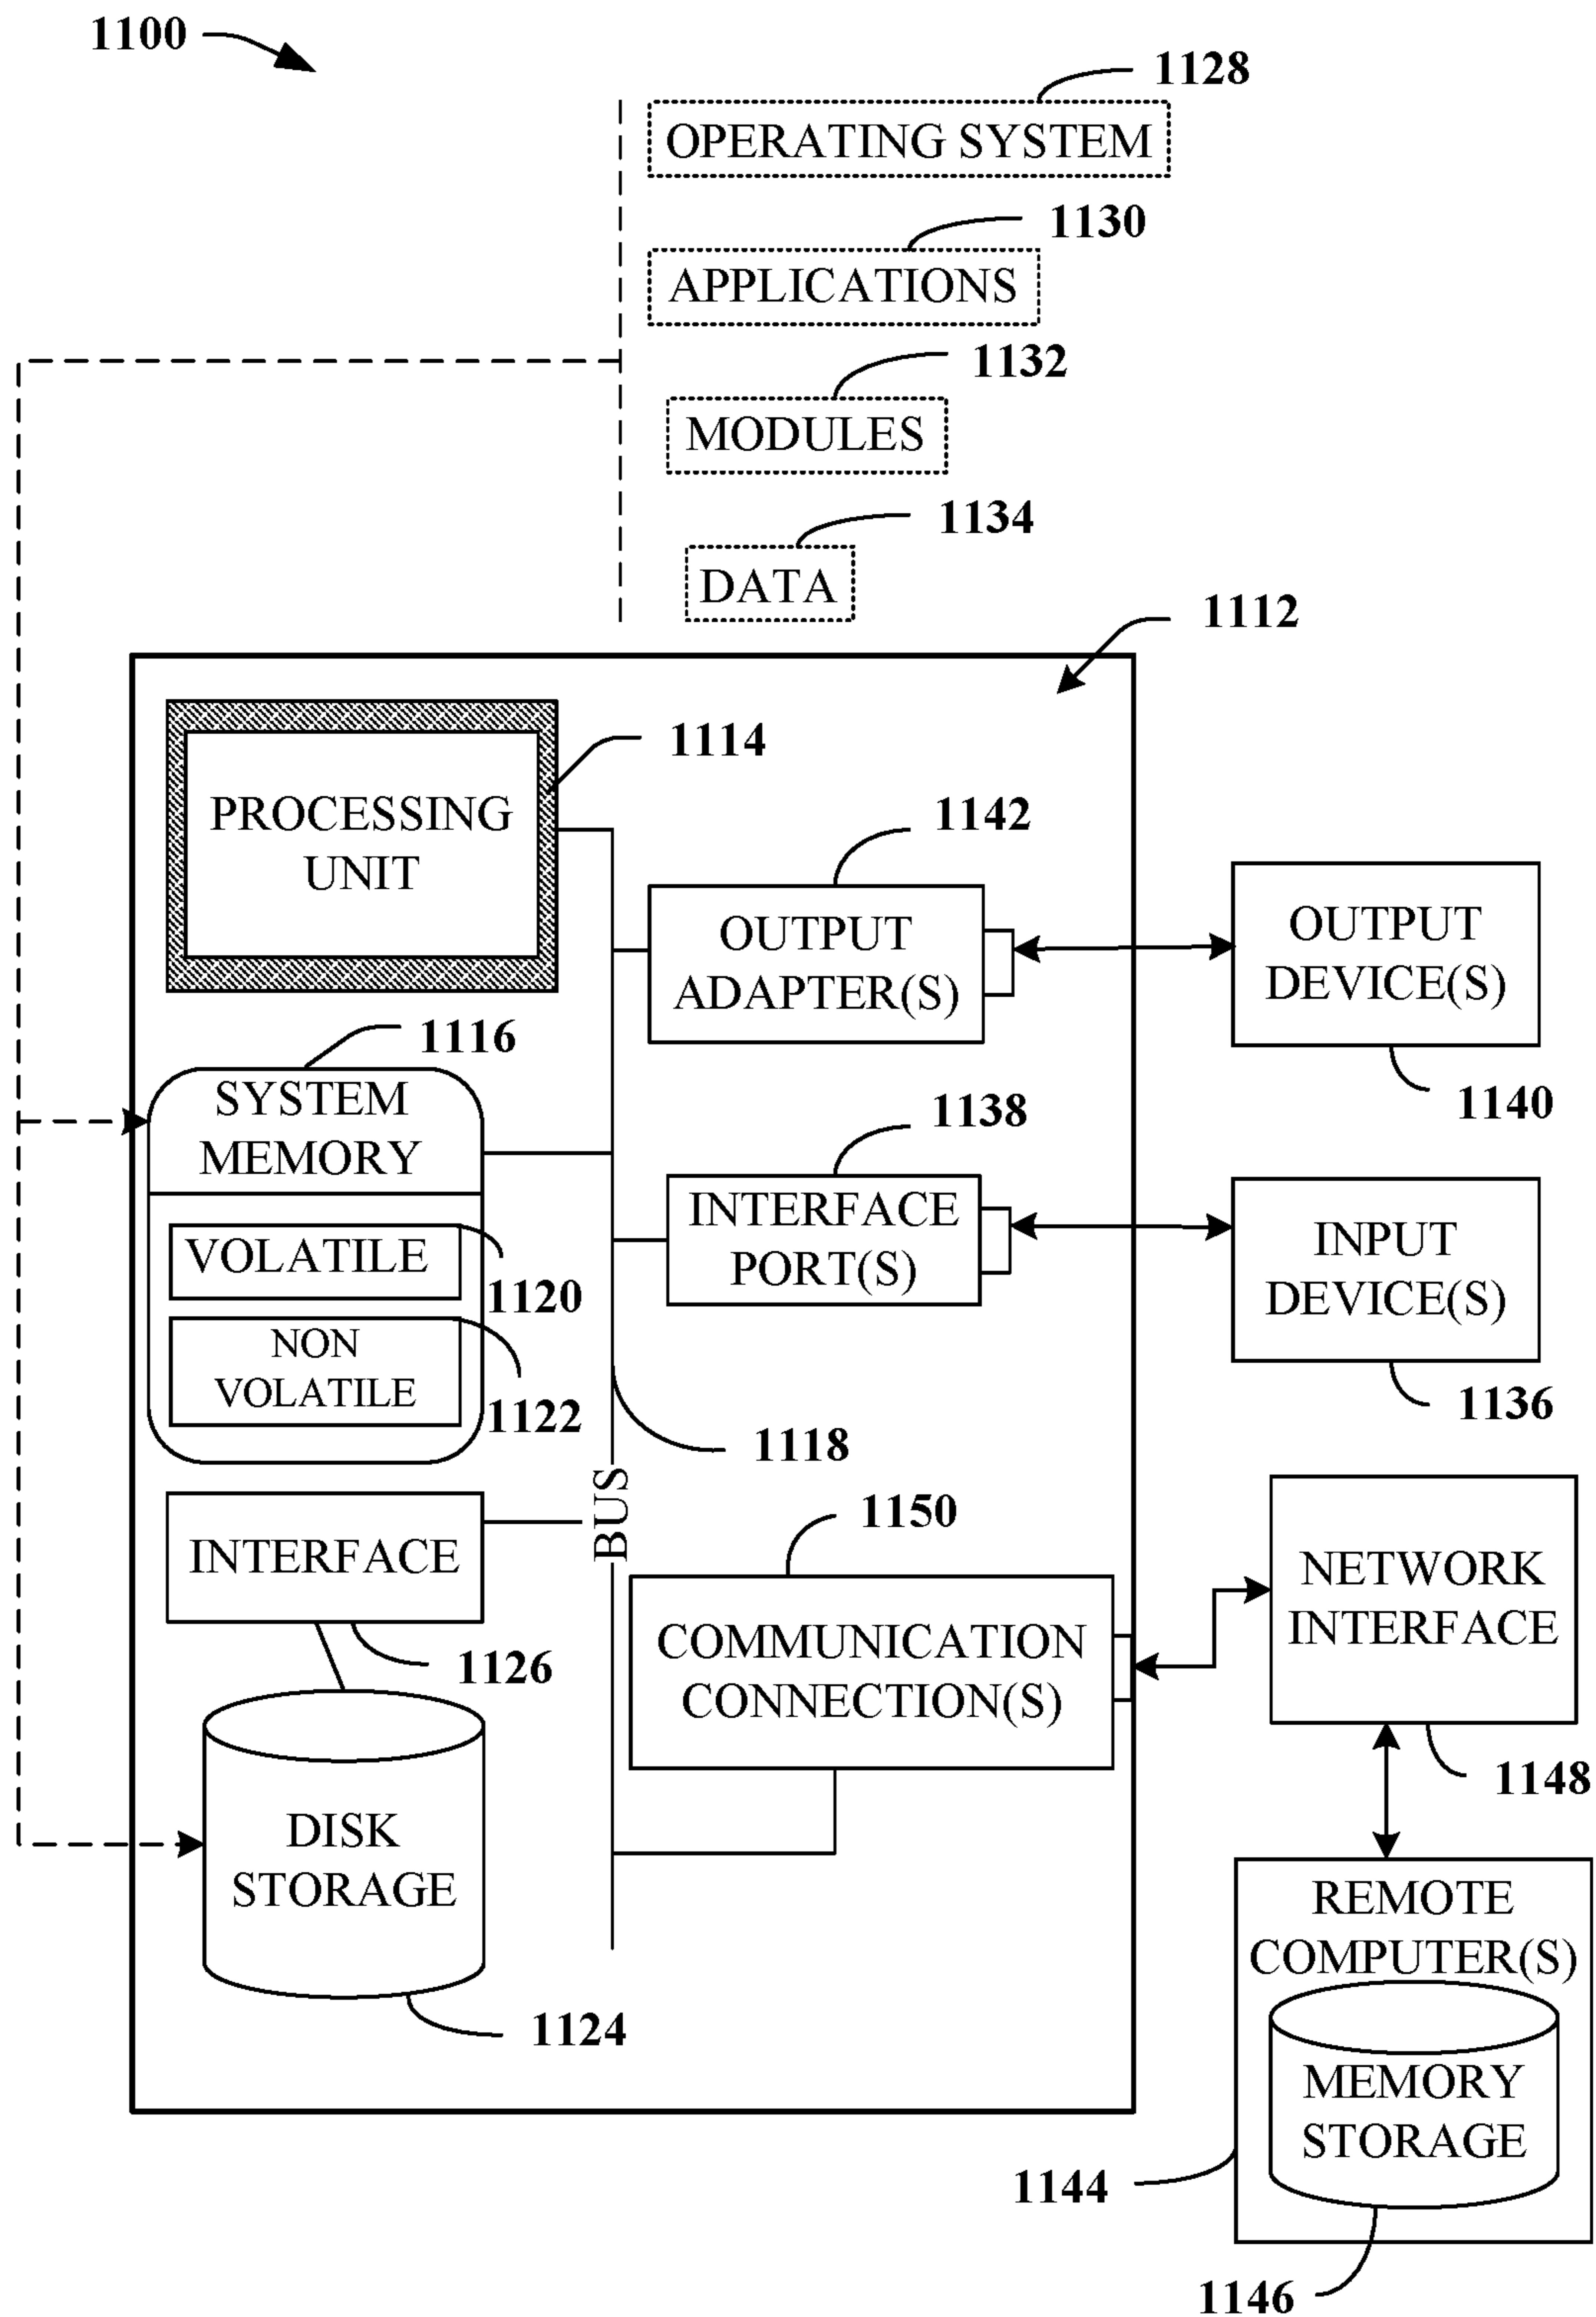 1100
1128
OPERATING SYSTEM
1130
APPLICATIONS
1132
MODULES
1134
DATA
1112
1114
PROCESSING
UNIT
1142
OUTPUT
ADAPTER(S)
OUTPUT
DEVICE(S)
1140
1116
SYSTEM
MEMORY
1138
INTERFACE
PORT(S)
INPUT
DEVICE(S)
1136
VOLATILE
1120
NON
VOLATILE
1122
1118
BUS
1150
INTERFACE
1126
COMMUNICATION
CONNECTION(S)
NETWORK
INTERFACE
1148
DISK
STORAGE
1124
REMOTE
COMPUTER(S)
MEMORY
STORAGE
1144
1146